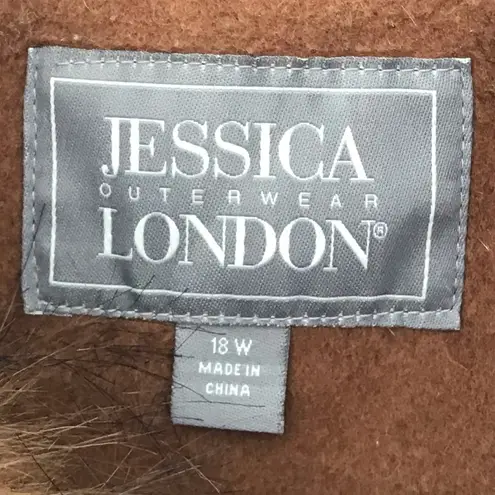 JESSICA
OUTERWEAR
LONDON®
18 W
MADE IN
CHINA